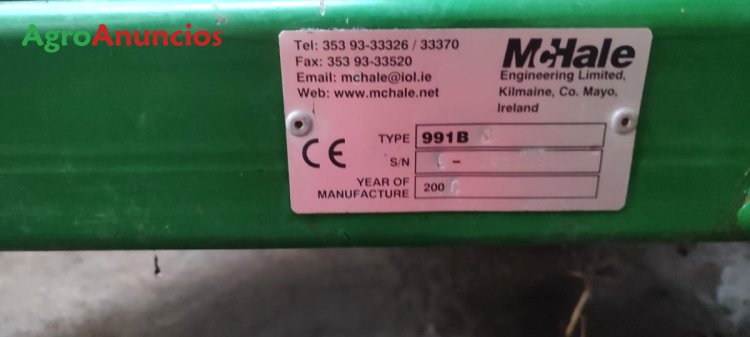 AgroAnuncios
Tel: 353 93-33326 / 33370
Fax: 353 93-33520
Email: mchale@iol.ie
Web: www.mchale.net
McHale
Engineering Limited,
Kilmaine, Co. Mayo,
Ireland
CE
TYPE 991B
S/N -
YEAR OF
MANUFACTURE 200